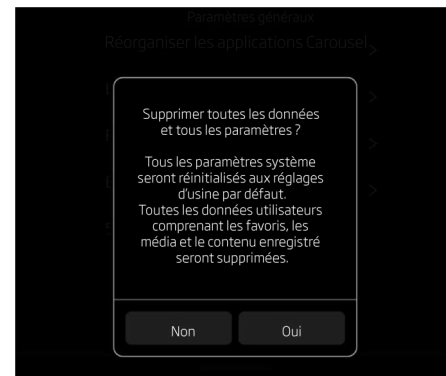 Paramètres généraux
Réorganiser les applications Carousel
Supprimer toutes les données
et tous les paramètres ?
Tous les paramètres système
seront réinitialisés aux réglages
d'usine par défaut.
Toutes les données utilisateurs
comprenant les favoris, les
média et le contenu enregistré
seront supprimées.
Non
Oui